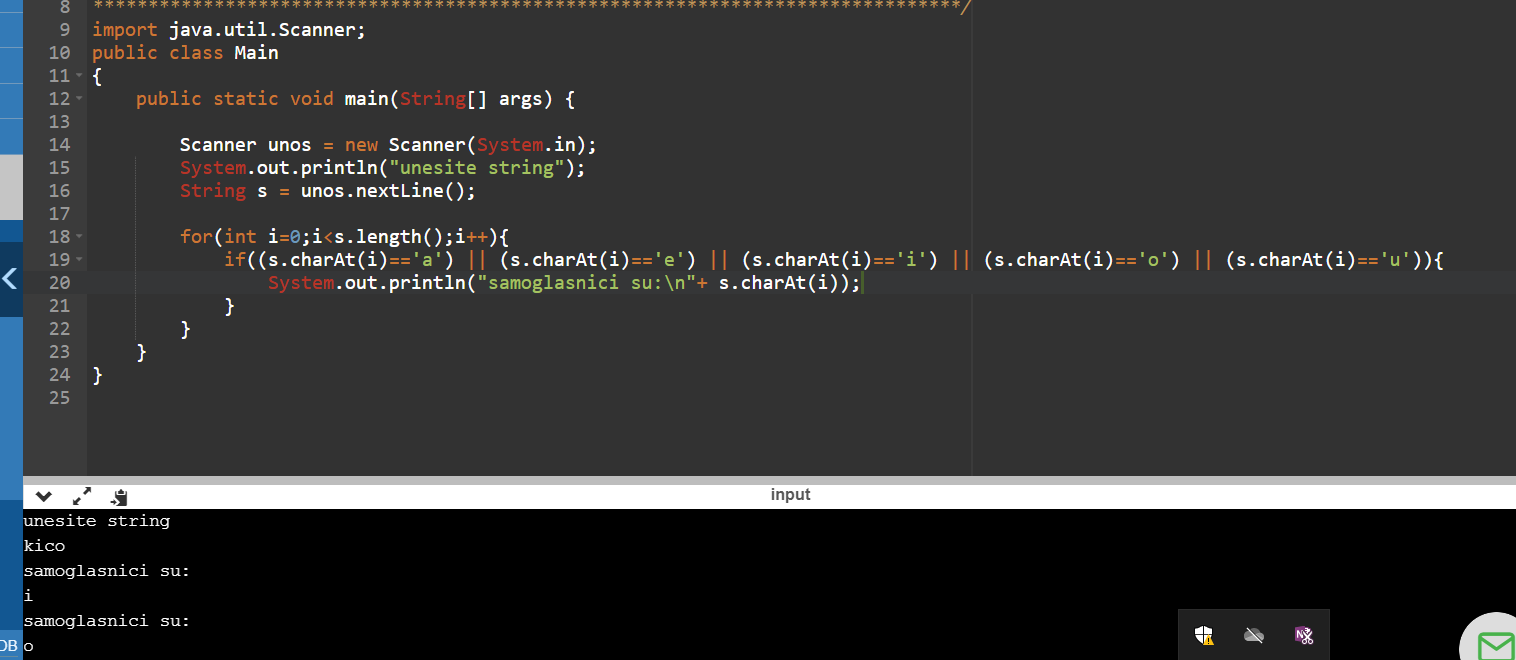 8 *******************************************************************************/
9 import java.util.Scanner;
10 public class Main
11 {
12     public static void main(String[] args) {
13
14         Scanner unos = new Scanner(System.in);
15         System.out.println("unesite string");
16         String s = unos.nextLine();
17
18         for(int i=0;i<s.length();i++){
19             if((s.charAt(i)=='a') || (s.charAt(i)=='e') || (s.charAt(i)=='i') || (s.charAt(i)=='o') || (s.charAt(i)=='u')){
20                 System.out.println("samoglasnici su:\n"+ s.charAt(i));
21             }
22         }
23     }
24 }
25
input
unesite string
kico
samoglasnici su:
i
samoglasnici su:
DB o
N